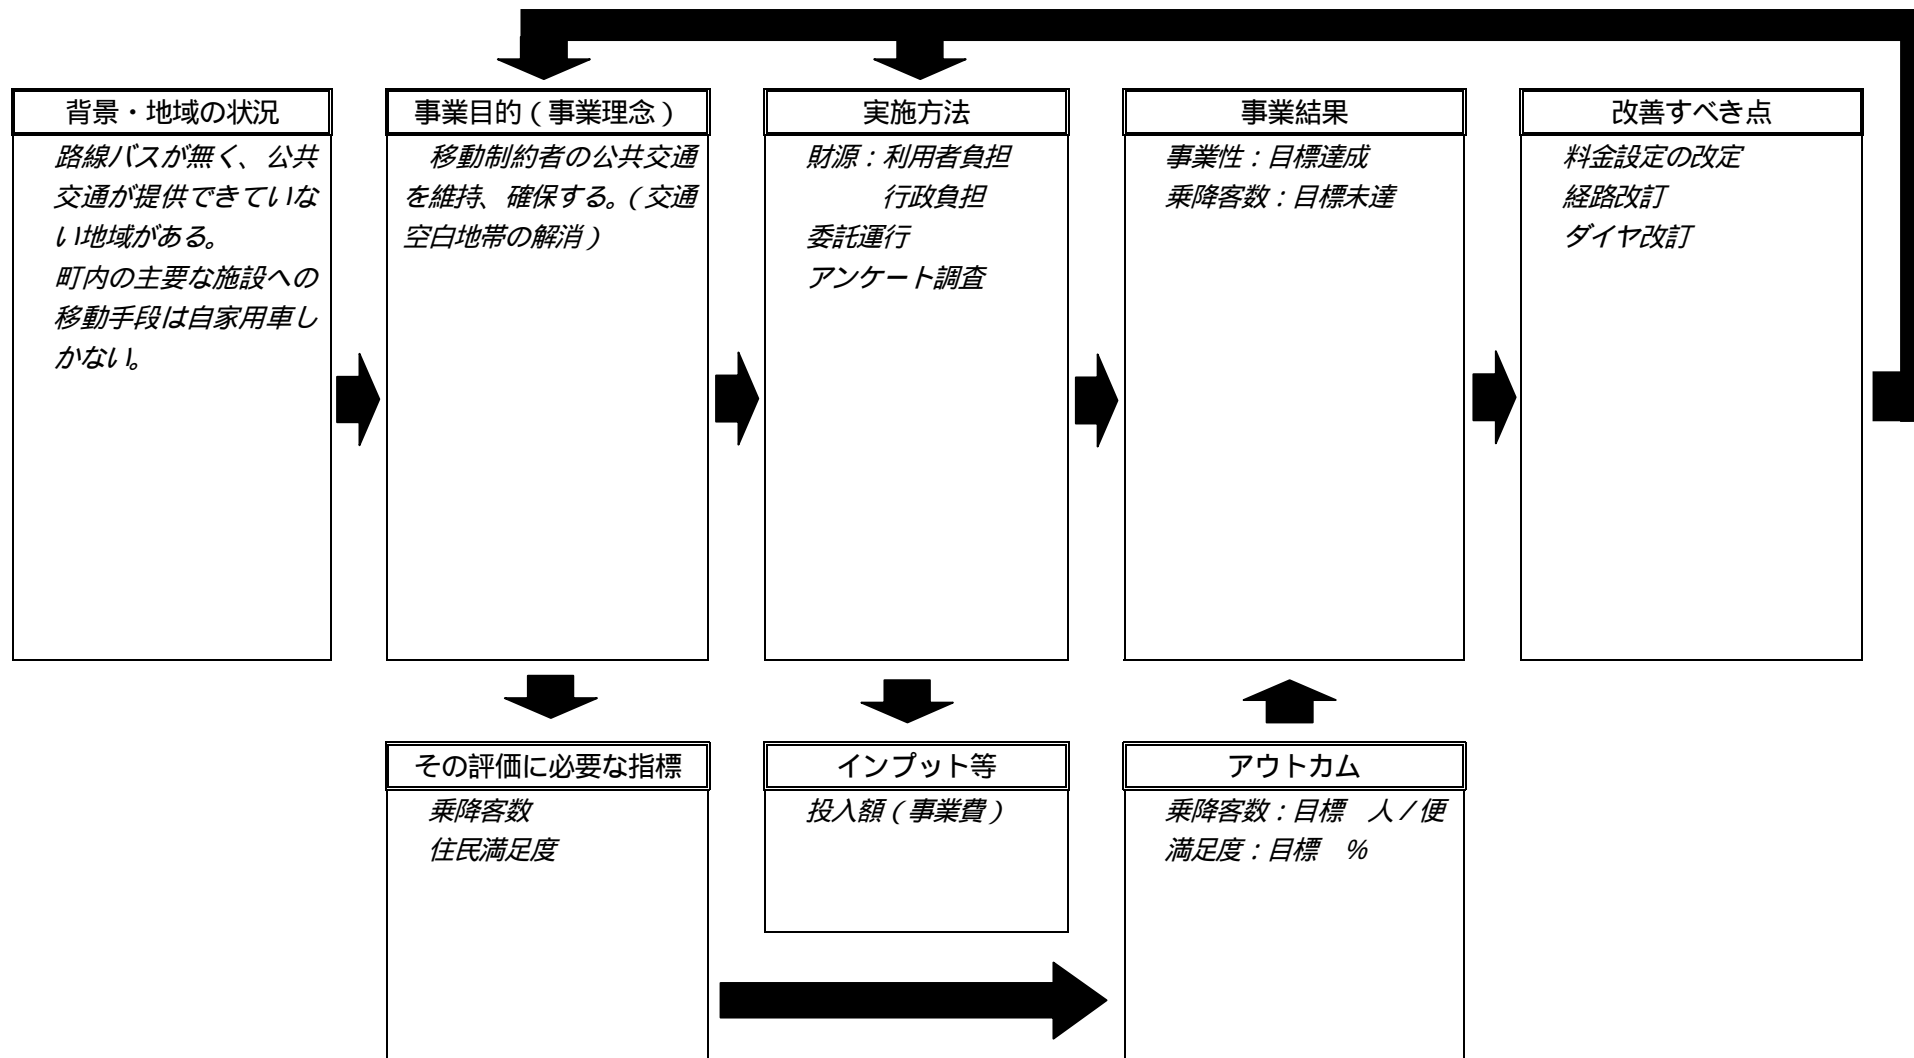 背景・地域の状況
路線バスが無く、公共
交通が提供できていな
い地域がある。
町内の主要な施設への
移動手段は自家用車し
かない。
事業目的（事業理念）
移動制約者の公共交通
を維持、確保する。（交通
空白地帯の解消）
実施方法
財源：利用者負担
行政負担
委託運行
アンケート調査
事業結果
事業性：目標達成
乗降客数：目標未達
改善すべき点
料金設定の改定
経路改訂
ダイヤ改訂
その評価に必要な指標
乗降客数
住民満足度
インプット等
投入額（事業費）
アウトカム
乗降客数：目標　人／便
満足度：目標　％